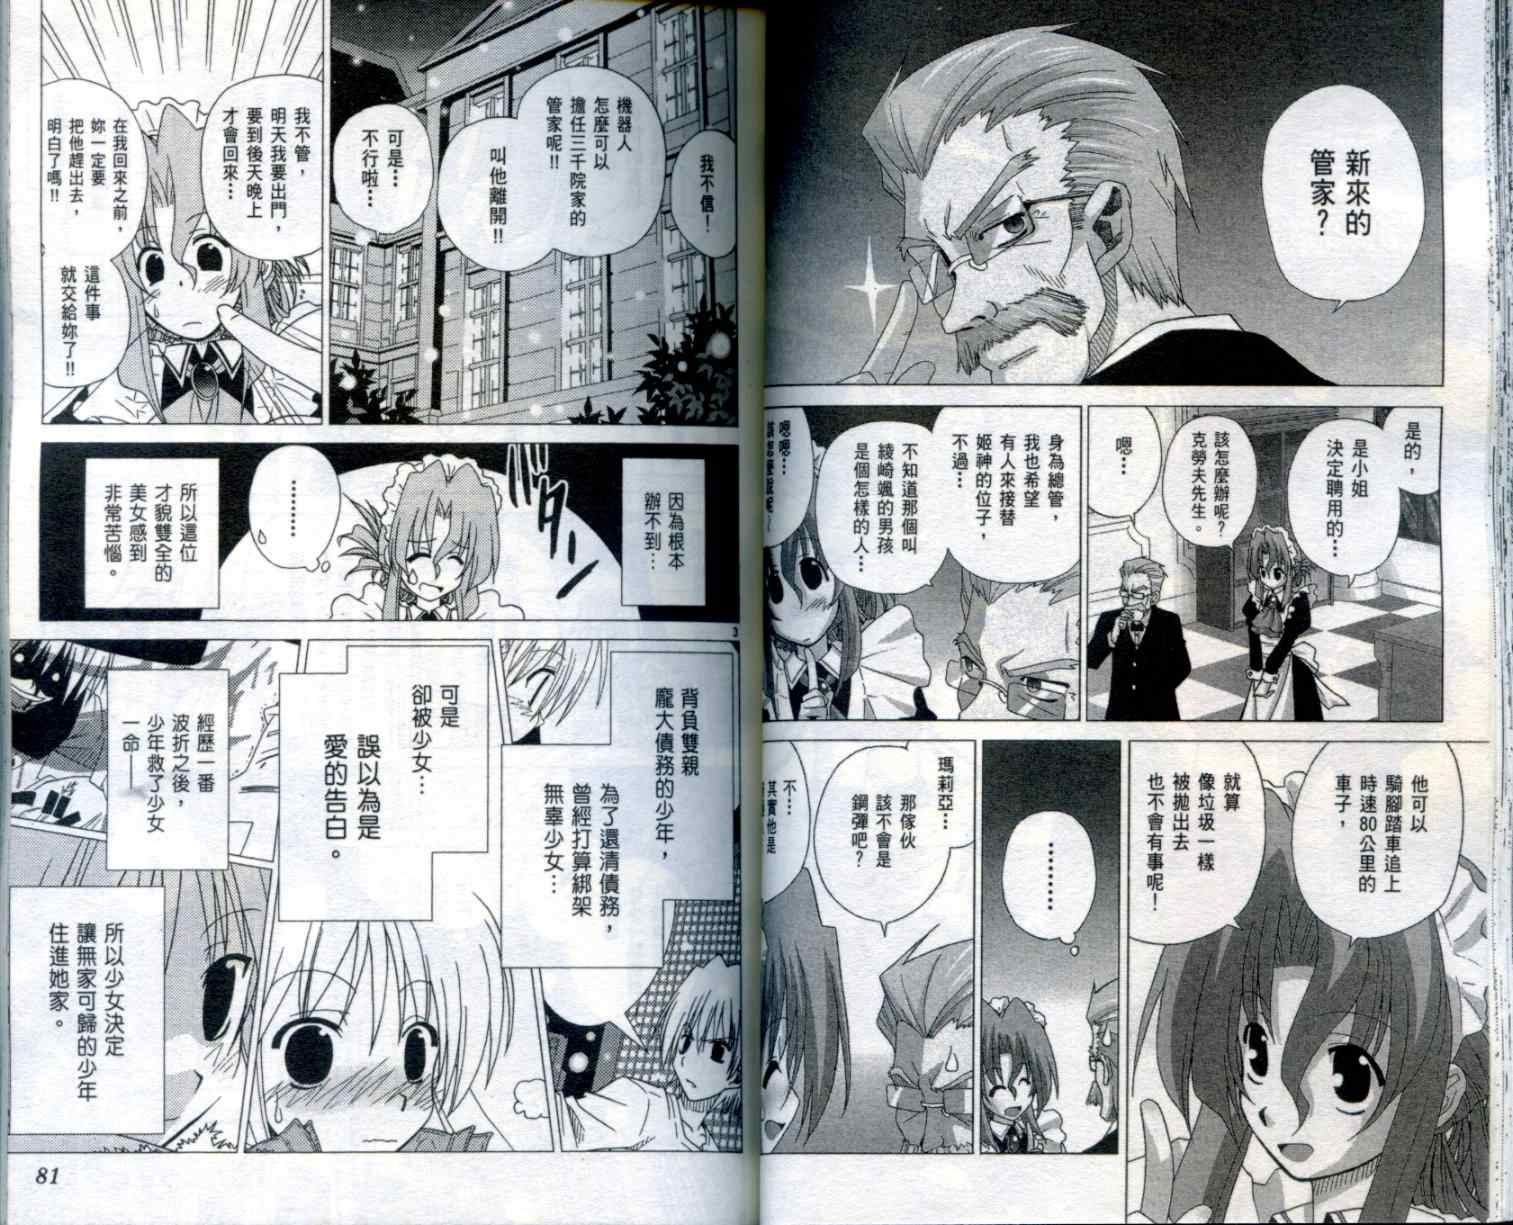 新來的
管家？
是的，
是小姐
決定聘用的…
該怎麼辦呢？
克勞夫先生。
嗯…
身為總管，
我也希望
有人來接替
姬神的位子，
不過…
不知道那個叫
綾崎颯的男孩
是個怎樣的人…
嗯嗯…
該怎麼說呢～
他可以
騎腳踏車追上
時速80公里的
車子，
就算
像垃圾一樣
被拋出去
也不會有事呢！
………
瑪莉亞…
那傢伙
該不會是
鋼彈吧？
不…
其實他是
我不信！
機器人
怎麼可以
擔任三千院家的
管家呢!!
叫他離開!!
可是…
不行啦…
我不管，
明天我要出門，
要到後天晚上
才會回來…
在我回來之前，
妳一定要
把他趕出去，
明白了嗎!!
這件事
就交給妳了!!
因為根本
辦不到…
………
所以這位
才貌雙全的
美女感到
非常苦惱。
3
背負雙親
龐大債務的少年，
為了還清債務，
曾經打算綁架
無辜少女…
可是
卻被少女…
誤以為是
愛的告白。
經歷一番
波折之後，
少年救了少女
一命──
所以少女決定
讓無家可歸的少年
住進她家。
81